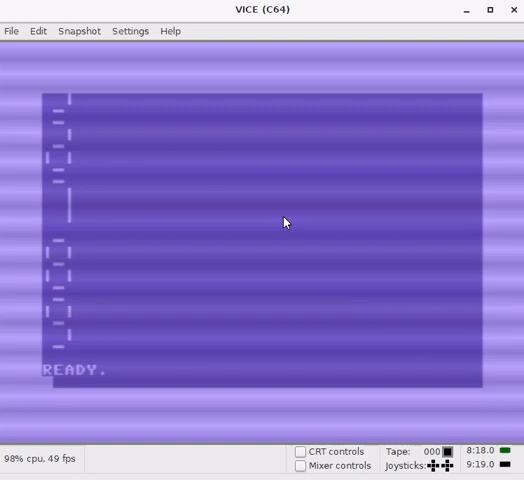 VICE (C64)
File Edit Snapshot Settings Help
READY.
98% cpu, 49 fps
CRT controls
Mixer controls
Tape: 000
Joysticks:
8:18.0
9:19.0